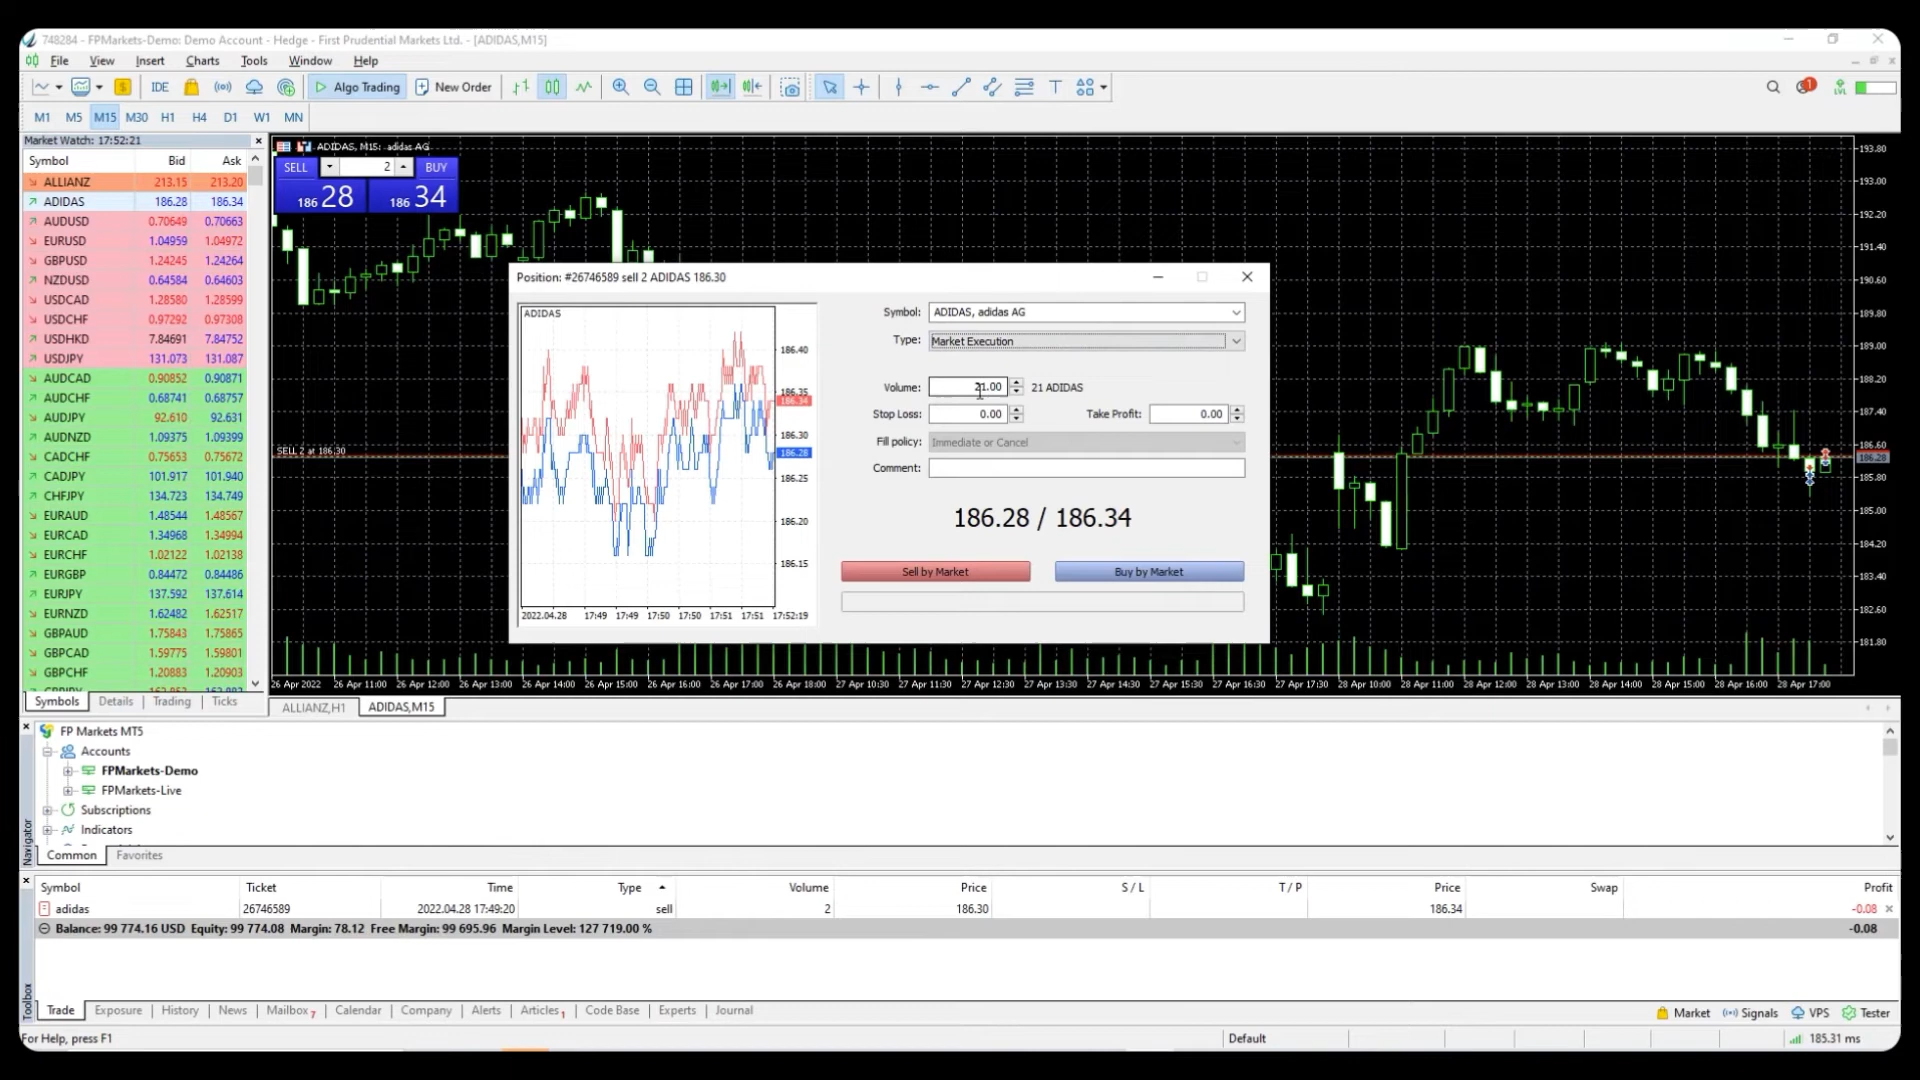 748284 - FPMarkets-Demo: Demo Account - Hedge - First Prudential Markets Ltd. - [ADIDAS,M15]
File View Insert Charts Tools Window Help
IDE Algo Trading New Order
M1 M5 M15 M30 H1 H4 D1 W1 MN
Market Watch: 17:52:21
Symbol Bid Ask
ALLIANZ 213.15 213.20
ADIDAS 186.28 186.34
AUDUSD 0.70649 0.70663
EURUSD 1.04959 1.04972
GBPUSD 1.24245 1.24264
NZDUSD 0.64584 0.64603
USDCAD 1.28580 1.28599
USDCHF 0.97292 0.97308
USDHKD 7.84691 7.84752
USDJPY 131.073 131.087
AUDCAD 0.90852 0.90871
AUDCHF 0.68741 0.68757
AUDJPY 92.610 92.631
AUDNZD 1.09375 1.09399
CADCHF 0.75653 0.75672
CADJPY 101.917 101.940
CHFJPY 134.723 134.749
EURAUD 1.48544 1.48567
EURCAD 1.34968 1.34994
EURCHF 1.02122 1.02138
EURGBP 0.84472 0.84486
EURJPY 137.592 137.614
EURNZD 1.62482 1.62517
GBPAUD 1.75843 1.75865
GBPCAD 1.59775 1.59801
GBPCHF 1.20883 1.20903
Symbols Details Trading Ticks
ADIDAS, M15: adidas AG
SELL 2 BUY
186 28 186 34
SELL 2 at 186.30
193.80
193.00
192.20
191.40
190.60
189.80
189.00
188.20
187.40
186.60
186.28
185.80
185.00
184.20
183.40
182.60
181.80
26 Apr 2022 26 Apr 11:00 26 Apr 12:00 26 Apr 13:00 26 Apr 14:00 26 Apr 15:00 26 Apr 16:00 26 Apr 17:00 26 Apr 18:00 27 Apr 10:30 27 Apr 11:30 27 Apr 12:30 27 Apr 13:30 27 Apr 14:30 27 Apr 15:30 27 Apr 16:30 27 Apr 17:30 28 Apr 10:00 28 Apr 11:00 28 Apr 12:00 28 Apr 13:00 28 Apr 14:00 28 Apr 15:00 28 Apr 16:00 28 Apr 17:00
ALLIANZ,H1 ADIDAS,M15
Position: #26746589 sell 2 ADIDAS 186.30
ADIDAS
186.40
186.35
186.34
186.30
186.28
186.25
186.20
186.15
2022.04.28 17:49 17:49 17:50 17:50 17:51 17:51 17:52:19
Symbol: ADIDAS, adidas AG
Type: Market Execution
Volume: 21.00 21 ADIDAS
Stop Loss: 0.00 Take Profit: 0.00
Fill policy: Immediate or Cancel
Comment:
186.28 / 186.34
Sell by Market Buy by Market
Navigator
FP Markets MT5
Accounts
FPMarkets-Demo
FPMarkets-Live
Subscriptions
Indicators
Common Favorites
Toolbox
Symbol Ticket Time Type Volume Price S / L T / P Price Swap Profit
adidas 26746589 2022.04.28 17:49:20 sell 2 186.30 186.34 -0.08
Balance: 99 774.16 USD Equity: 99 774.08 Margin: 78.12 Free Margin: 99 695.96 Margin Level: 127 719.00 % -0.08
Trade Exposure History News Mailbox 7 Calendar Company Alerts Articles 1 Code Base Experts Journal
Market Signals VPS Tester
For Help, press F1 Default 185.31 ms